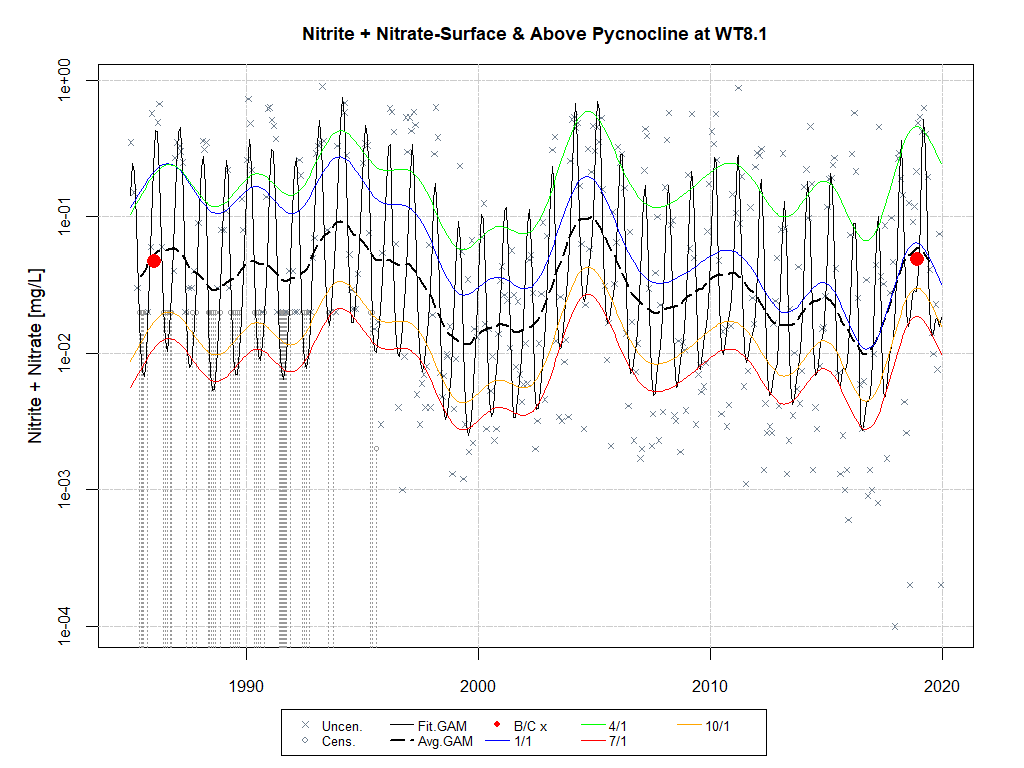 Nitrite + Nitrate-Surface & Above Pycnocline at WT8.1
1e+00
1e-01
1e-02
1e-03
1e-04
Nitrite + Nitrate [mg/L]
1990 2000 2010 2020
Uncen. Fit.GAM B/C x 4/1 10/1
Cens. Avg.GAM 1/1 7/1